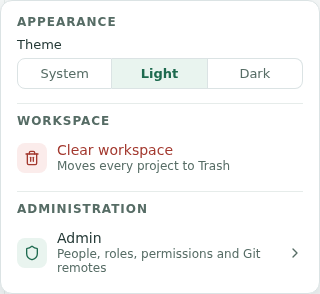 APPEARANCE
Theme
System Light Dark
WORKSPACE
Clear workspace
Moves every project to Trash
ADMINISTRATION
Admin
People, roles, permissions and Git
remotes